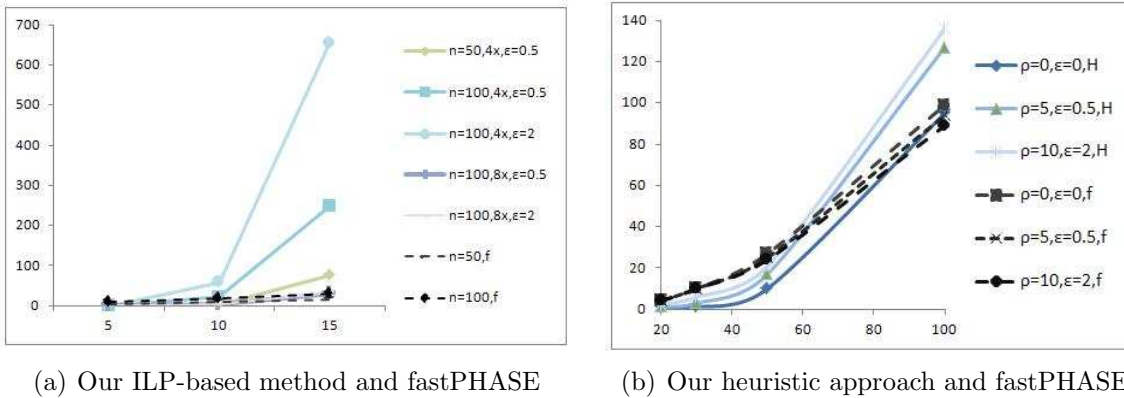 700
600
500
400
300
200
100
0
5 10 15
n=50,4x,ε=0.5
n=100,4x,ε=0.5
n=100,4x,ε=2
n=100,8x,ε=0.5
n=100,8x,ε=2
n=50,f
n=100,f
(a) Our ILP-based method and fastPHASE
140
120
100
80
60
40
20
0
20 40 60 80 100
ρ=0,ε=0,H
ρ=5,ε=0.5,H
ρ=10,ε=2,H
ρ=0,ε=0,f
ρ=5,ε=0.5,f
ρ=10,ε=2,f
(b) Our heuristic approach and fastPHASE